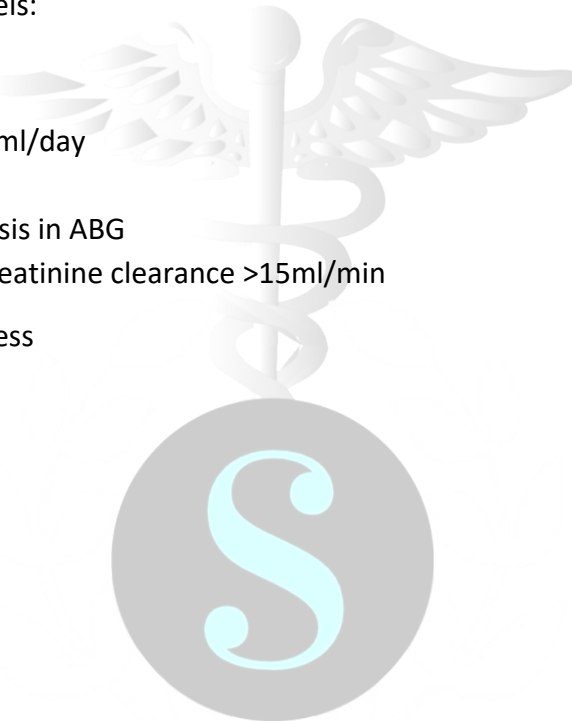 els:
ml/day
sis in ABG
eatinine clearance >15ml/min
ess
S